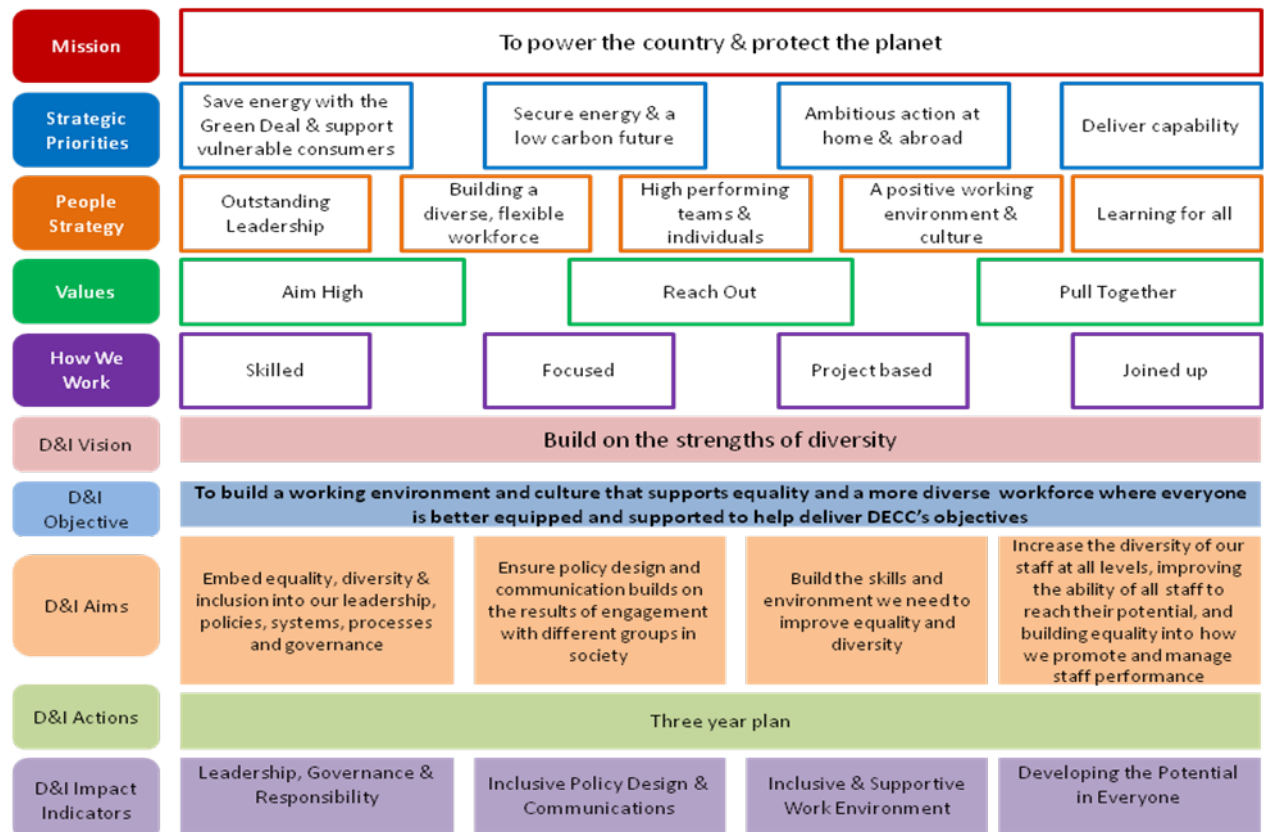 Mission
To power the country & protect the planet
Strategic
Priorities
Save energy with the
Green Deal & support
vulnerable consumers
Secure energy & a
low carbon future
Ambitious action at
home & abroad
Deliver capability
People
Strategy
Outstanding
Leadership
Building a
diverse, flexible
workforce
High performing
teams &
individuals
A positive working
environment &
culture
Learning for all
Values
Aim High
Reach Out
Pull Together
How We
Work
Skilled
Focused
Project based
Joined up
D&I Vision
Build on the strengths of diversity
D&I
Objective
To build a working environment and culture that supports equality and a more diverse workforce where everyone
is better equipped and supported to help deliver DECC's objectives
D&I Aims
Embed equality, diversity &
inclusion into our leadership,
policies, systems, processes
and governance
Ensure policy design and
communication builds on
the results of engagement
with different groups in
society
Build the skills and
environment we need to
improve equality and
diversity
Increase the diversity of our
staff at all levels, improving
the ability of all staff to
reach their potential, and
building equality into how
we promote and manage
staff performance
D&I Actions
Three year plan
D&I Impact
Indicators
Leadership, Governance &
Responsibility
Inclusive Policy Design &
Communications
Inclusive & Supportive
Work Environment
Developing the Potential
in Everyone